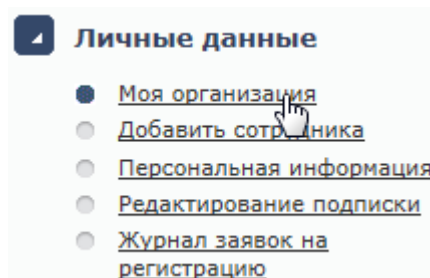 Личные данные
Моя организация
Добавить сотрудника
Персональная информация
Редактирование подписки
Журнал заявок на
регистрацию